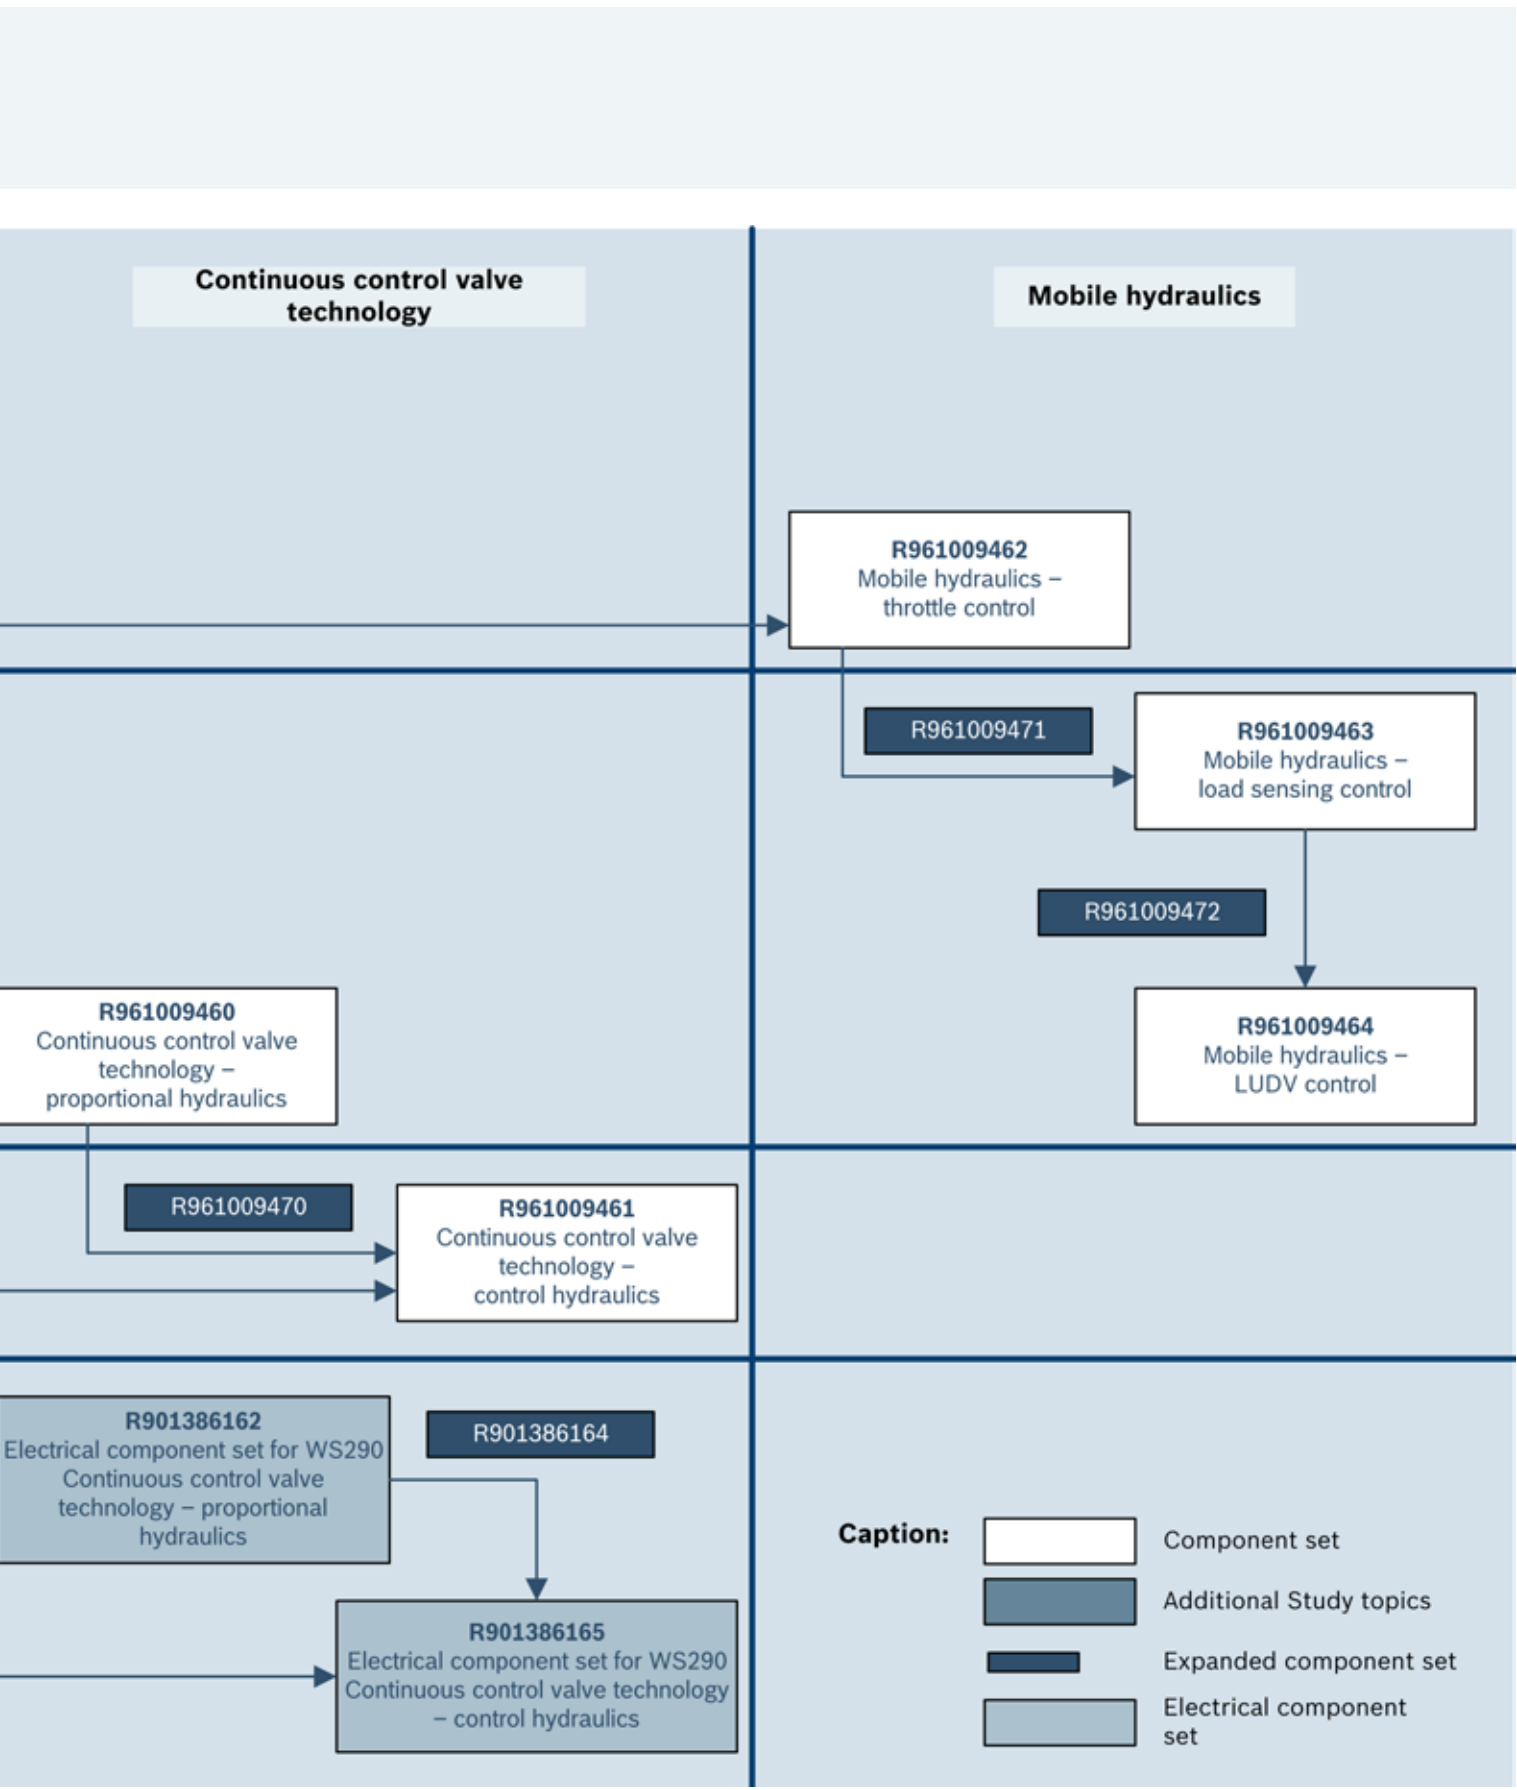 Continuous control valve
technology
Mobile hydraulics
R961009462
Mobile hydraulics –
throttle control
R961009471
R961009463
Mobile hydraulics –
load sensing control
R961009472
R961009464
Mobile hydraulics –
LUDV control
R961009460
Continuous control valve
technology –
proportional hydraulics
R961009470
R961009461
Continuous control valve
technology –
control hydraulics
R901386162
Electrical component set for WS290
Continuous control valve
technology – proportional
hydraulics
R901386164
R901386165
Electrical component set for WS290
Continuous control valve technology
– control hydraulics
Caption:
Component set
Additional Study topics
Expanded component set
Electrical component
set